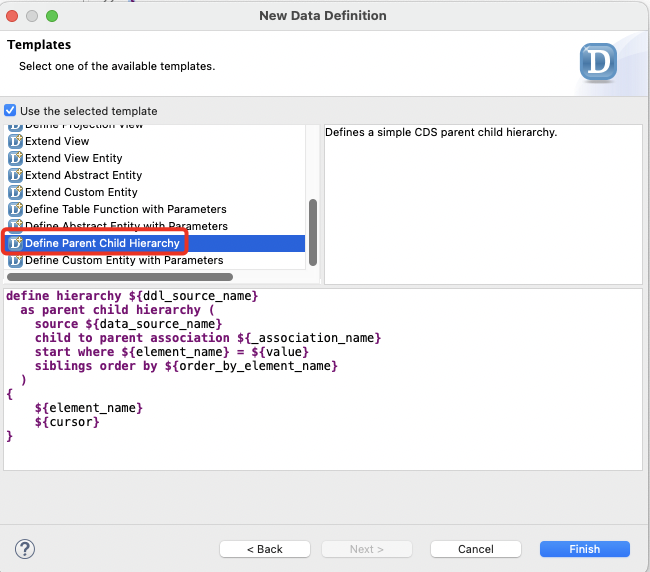 New Data Definition
Templates
Select one of the available templates.
D
Use the selected template
Define Projection View
Extend View
Extend View Entity
Extend Abstract Entity
Extend Custom Entity
Define Table Function with Parameters
Define Abstract Entity with Parameters
Define Parent Child Hierarchy
Define Custom Entity with Parameters
Defines a simple CDS parent child hierarchy.
define hierarchy ${ddl_source_name}
as parent child hierarchy (
source ${data_source_name}
child to parent association ${_association_name}
start where ${element_name} = ${value}
siblings order by ${order_by_element_name}
)
{
${element_name}
${cursor}
}
?
< Back
Next >
Cancel
Finish